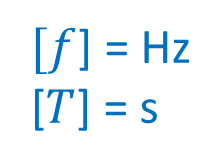 [f] = Hz
[T] = s